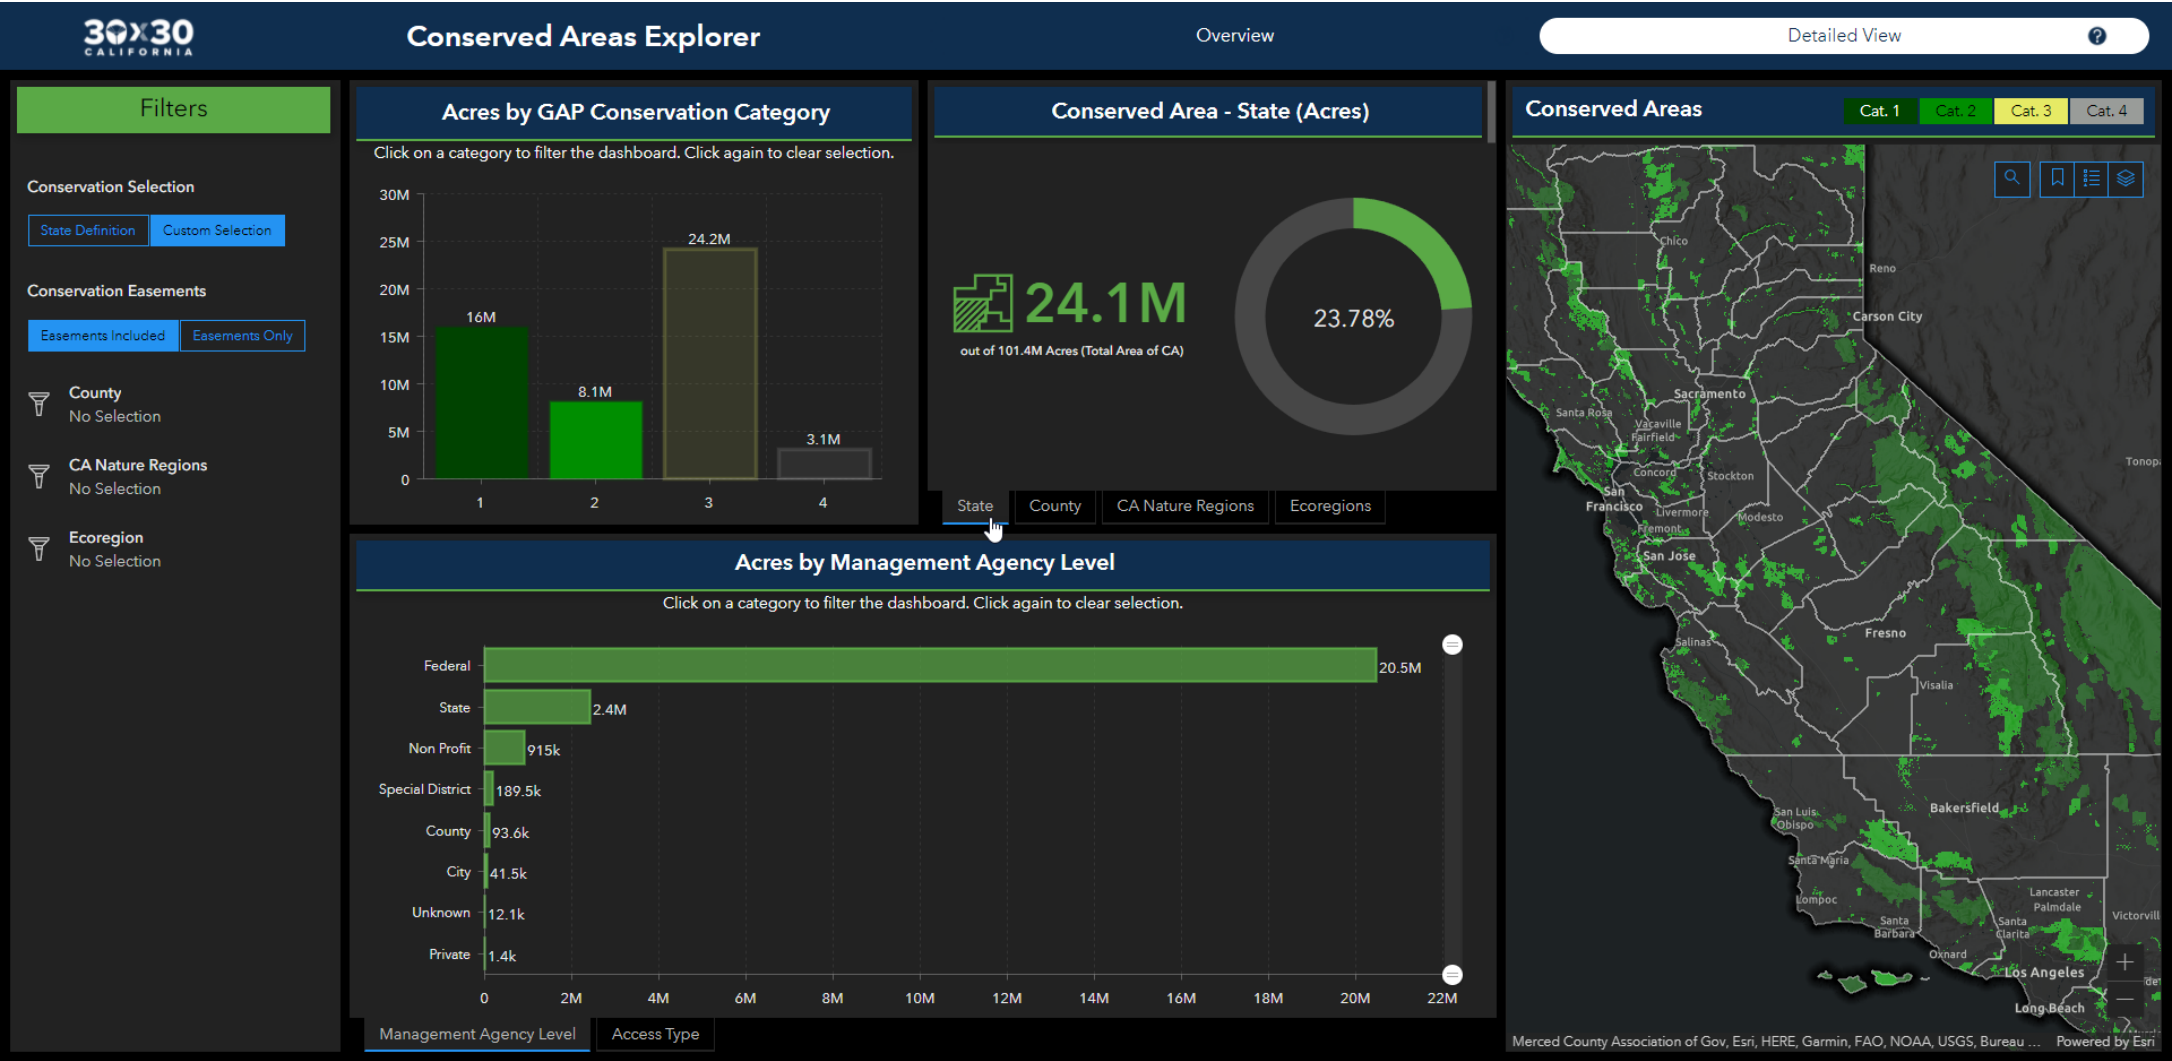 30x30
CALIFORNIA
Conserved Areas Explorer
Overview
Detailed View
?
Filters
Conservation Selection
State Definition
Custom Selection
Conservation Easements
Easements Included
Easements Only
County
No Selection
CA Nature Regions
No Selection
Ecoregion
No Selection
Acres by GAP Conservation Category
Click on a category to filter the dashboard. Click again to clear selection.
30M
25M
20M
15M
10M
5M
0
16M
8.1M
24.2M
3.1M
1
2
3
4
Conserved Area - State (Acres)
24.1M
out of 101.4M Acres (Total Area of CA)
23.78%
State
County
CA Nature Regions
Ecoregions
Acres by Management Agency Level
Click on a category to filter the dashboard. Click again to clear selection.
Federal
20.5M
State
2.4M
Non Profit
915k
Special District
189.5k
County
93.6k
City
41.5k
Unknown
12.1k
Private
1.4k
0
2M
4M
6M
8M
10M
12M
14M
16M
18M
20M
22M
Management Agency Level
Access Type
Conserved Areas
Cat. 1
Cat. 2
Cat. 3
Cat. 4
Chico
Reno
Carson City
Sacramento
Santa Rosa
Vacaville
Fairfield
Tonop
Concord
Stockton
San
Francisco
Livermore
Modesto
Fremont
San Jose
Fresno
Salinas
Visalia
San Luis
Obispo
Bakersfield
Santa Maria
Lancaster
Palmdale
Lompoc
Santa
Barbara
Santa
Clarita
Victorvill
Oxnard
Los Angeles
de
Long Beach
Merced County Association of Gov, Esri, HERE, Garmin, FAO, NOAA, USGS, Bureau ...
Powered by Esri